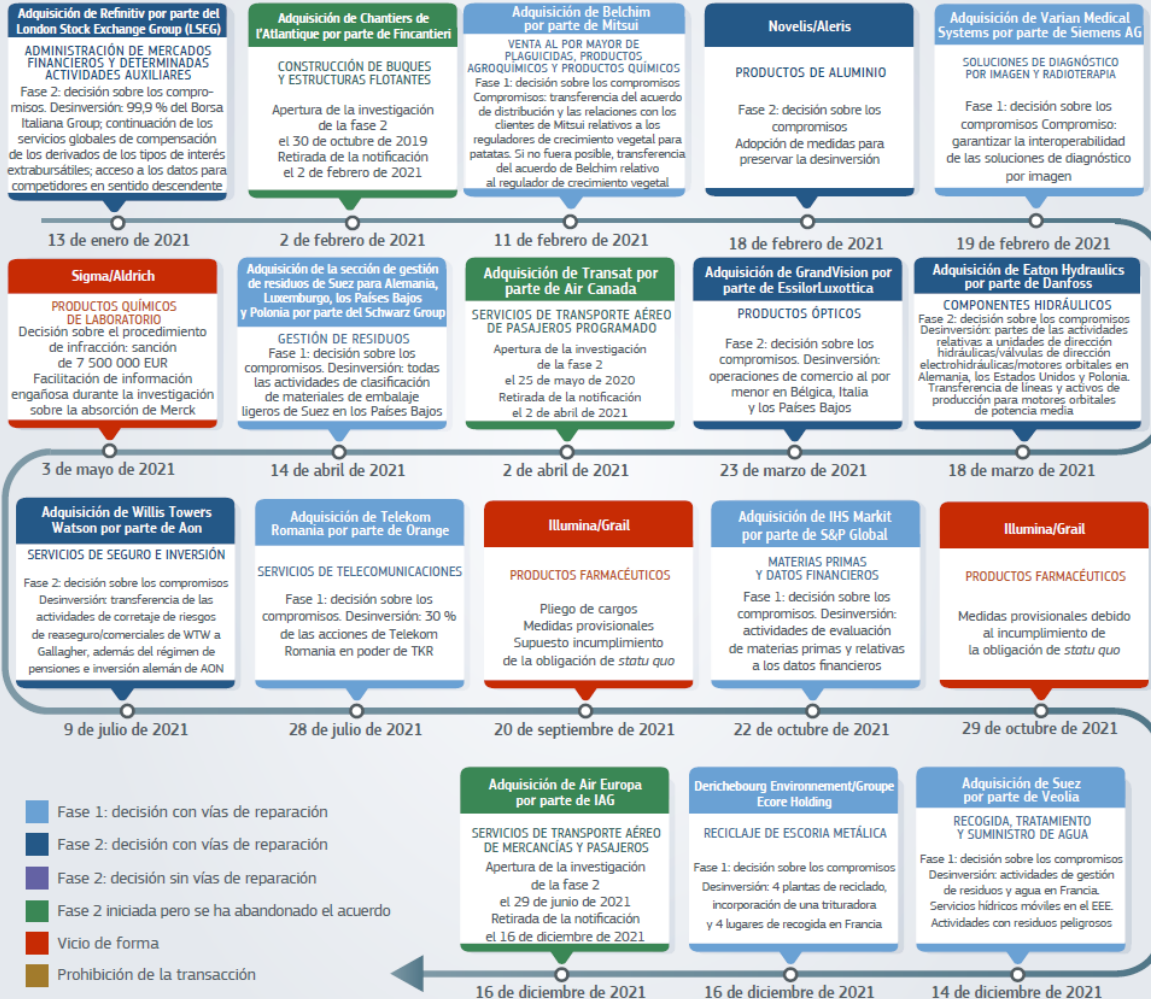 Adquisición de Refinitiv por parte del
London Stock Exchange Group (LSEG)
ADMINISTRACIÓN DE MERCADOS
FINANCIEROS Y DETERMINADAS
ACTIVIDADES AUXILIARES
Fase 2: decisión sobre los compro-
misos. Desinversión: 99,9 % del Borsa
Italiana Group; continuación de los
servicios globales de compensación
de los derivados de los tipos de interés
extrabursátiles; acceso a los datos para
competidores en sentido descendente
13 de enero de 2021
Adquisición de Chantiers de
l'Atlantique por parte de Fincantieri
CONSTRUCCIÓN DE BUQUES
Y ESTRUCTURAS FLOTANTES
Apertura de la investigación
de la fase 2
el 30 de octubre de 2019
Retirada de la notificación
el 2 de febrero de 2021
2 de febrero de 2021
Adquisición de Belchim
por parte de Mitsui
VENTA AL POR MAYOR DE
PLAGUICIDAS, PRODUCTOS
AGROQUÍMICOS Y PRODUCTOS QUÍMICOS
Fase 1: decisión sobre los compromisos
Compromisos: transferencia del acuerdo
de distribución y las relaciones con los
clientes de Mitsui relativos a los
reguladores de crecimiento vegetal para
patatas. Si no fuera posible, transferencia
del acuerdo de Belchim relativo
al regulador de crecimiento vegetal
11 de febrero de 2021
Novelis/Aleris
PRODUCTOS DE ALUMINIO
Fase 2: decisión sobre los
compromisos
Adopción de medidas para
preservar la desinversión
18 de febrero de 2021
Adquisición de Varian Medical
Systems por parte de Siemens AG
SOLUCIONES DE DIAGNÓSTICO
POR IMAGEN Y RADIOTERAPIA
Fase 1: decisión sobre los
compromisos Compromiso:
garantizar la interoperabilidad
de las soluciones de diagnóstico
por imagen
19 de febrero de 2021
Sigma/Aldrich
PRODUCTOS QUÍMICOS
DE LABORATORIO
Decisión sobre el procedimiento
de infracción: sanción
de 7 500 000 EUR
Facilitación de información
engañosa durante la investigación
sobre la absorción de Merck
3 de mayo de 2021
Adquisición de la sección de gestión
de residuos de Suez para Alemania,
Luxemburgo, los Países Bajos
y Polonia por parte del Schwarz Group
GESTIÓN DE RESIDUOS
Fase 1: decisión sobre los
compromisos. Desinversión: todas
las actividades de clasificación
de materiales de embalaje
ligeros de Suez en los Países Bajos
14 de abril de 2021
Adquisición de Transat por
parte de Air Canada
SERVICIOS DE TRANSPORTE AÉREO
DE PASAJEROS PROGRAMADO
Apertura de la investigación
de la fase 2
el 25 de mayo de 2020
Retirada de la notificación
el 2 de abril de 2021
2 de abril de 2021
Adquisición de GrandVision por
parte de EssilorLuxottica
PRODUCTOS ÓPTICOS
Fase 2: decisión sobre los
compromisos. Desinversión:
operaciones de comercio al por
menor en Bélgica, Italia
y los Países Bajos
23 de marzo de 2021
Adquisición de Eaton Hydraulics
por parte de Danfoss
COMPONENTES HIDRÁULICOS
Fase 2: decisión sobre los compromisos
Desinversión: partes de las actividades
relativas a unidades de dirección
hidráulicas/válvulas de dirección
electrohidráulicas/motores orbitales en
Alemania, los Estados Unidos y Polonia.
Transferencia de líneas y activos de
producción para motores orbitales
de potencia media
18 de marzo de 2021
Adquisición de Willis Towers
Watson por parte de Aon
SERVICIOS DE SEGURO E INVERSIÓN
Fase 2: decisión sobre los compromisos
Desinversión: transferencia de las
actividades de corretaje de riesgos
de reaseguro/comerciales de WTW a
Gallagher, además del régimen de
pensiones e inversión alemán de AON
9 de julio de 2021
Adquisición de Telekom
Romania por parte de Orange
SERVICIOS DE TELECOMUNICACIONES
Fase 1: decisión sobre los
compromisos. Desinversión: 30 %
de las acciones de Telekom
Romania en poder de TKR
28 de julio de 2021
Illumina/Grail
PRODUCTOS FARMACÉUTICOS
Pliego de cargos
Medidas provisionales
Supuesto incumplimiento
de la obligación de statu quo
20 de septiembre de 2021
Adquisición de IHS Markit
por parte de S&P Global
MATERIAS PRIMAS
Y DATOS FINANCIEROS
Fase 1: decisión sobre los
compromisos. Desinversión:
actividades de evaluación
de materias primas y relativas
a los datos financieros
22 de octubre de 2021
Illumina/Grail
PRODUCTOS FARMACÉUTICOS
Medidas provisionales debido
al incumplimiento de
la obligación de statu quo
29 de octubre de 2021
Fase 1: decisión con vías de reparación
Fase 2: decisión con vías de reparación
Fase 2: decisión sin vías de reparación
Fase 2 iniciada pero se ha abandonado el acuerdo
Vicio de forma
Prohibición de la transacción
Adquisición de Air Europa
por parte de IAG
SERVICIOS DE TRANSPORTE AÉREO
DE MERCANCÍAS Y PASAJEROS
Apertura de la investigación
de la fase 2
el 29 de junio de 2021
Retirada de la notificación
el 16 de diciembre de 2021
16 de diciembre de 2021
Derichebourg Environnement/Groupe
Ecore Holding
RECICLAJE DE ESCORIA METÁLICA
Fase 1: decisión sobre los compromisos
Desinversión: 4 plantas de reciclado,
incorporación de una trituradora
y 4 lugares de recogida en Francia
16 de diciembre de 2021
Adquisición de Suez
por parte de Veolia
RECOGIDA, TRATAMIENTO
Y SUMINISTRO DE AGUA
Fase 1: decisión sobre los compromisos
Desinversión: actividades de gestión
de residuos y agua en Francia.
Servicios hídricos móviles en el EEE.
Actividades con residuos peligrosos
14 de diciembre de 2021